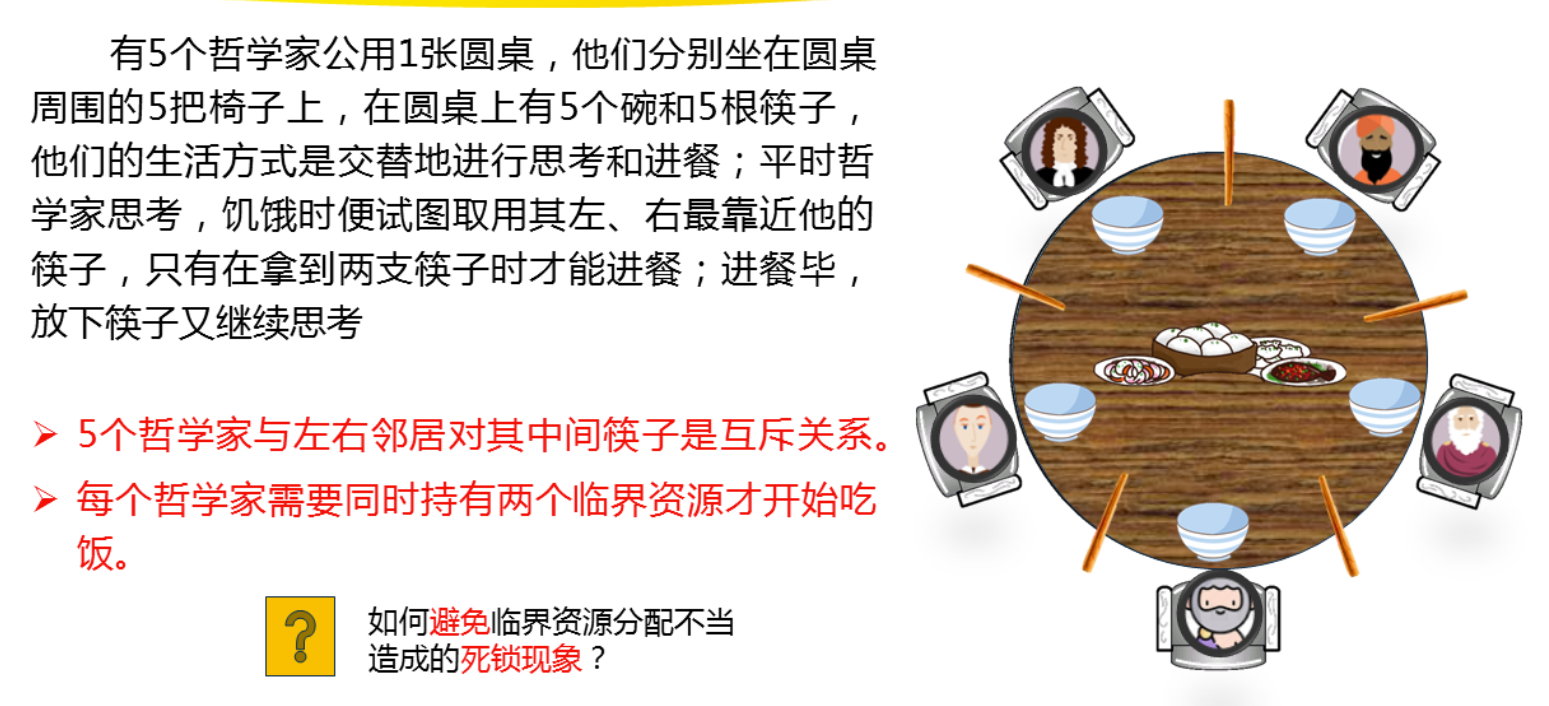 有5个哲学家公用1张圆桌，他们分别坐在圆桌
周围的5把椅子上，在圆桌上有5个碗和5根筷子，
他们的生活方式是交替地进行思考和进餐；平时哲
学家思考，饥饿时便试图取用其左、右最靠近他的
筷子，只有在拿到两支筷子时才能进餐；进餐毕，
放下筷子又继续思考
➢ 5个哲学家与左右邻居对其中间筷子是互斥关系。
➢ 每个哲学家需要同时持有两个临界资源才开始吃
饭。
?
如何避免临界资源分配不当
造成的死锁现象？